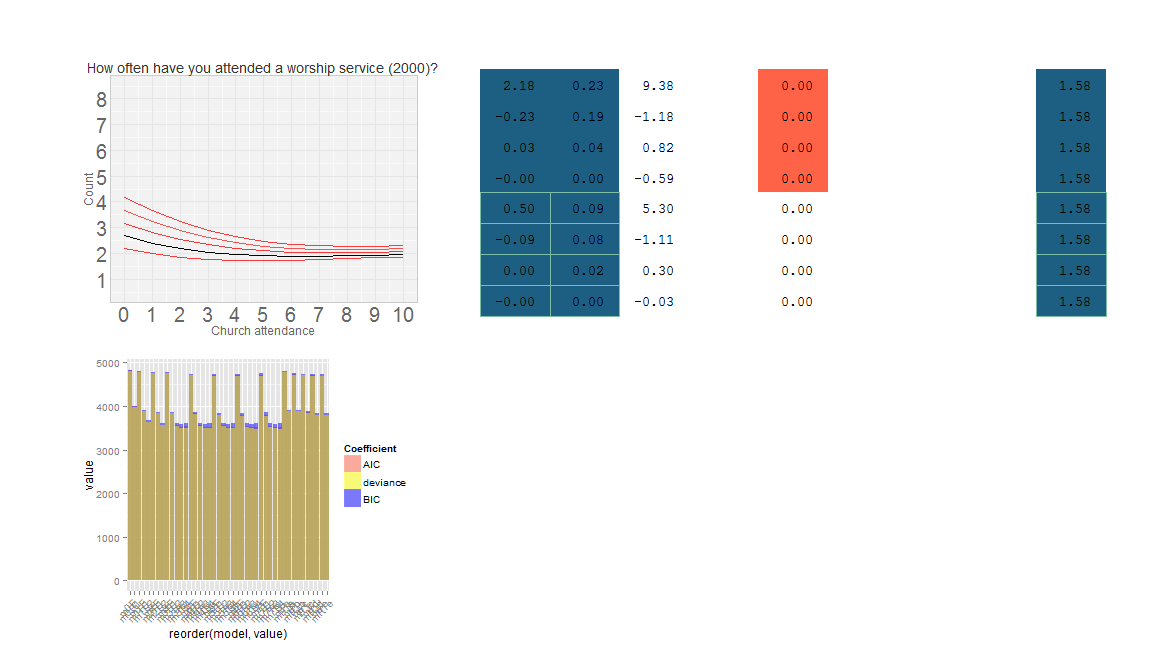 How often have you attended a worship service (2000)?
8
7
6
5
4
3
2
1
Count
0 1 2 3 4 5 6 7 8 9 10
Church attendance
2.18 0.23 9.38 0.00 1.58
-0.23 0.19 -1.18 0.00 1.58
0.03 0.04 0.82 0.00 1.58
-0.00 0.00 -0.59 0.00 1.58
0.50 0.09 5.30 0.00 1.58
-0.09 0.08 -1.11 0.00 1.58
0.00 0.02 0.30 0.00 1.58
-0.00 0.00 -0.03 0.00 1.58
5000
4000
3000
2000
1000
0
value
reorder(model, value)
Coefficient
AIC
deviance
BIC